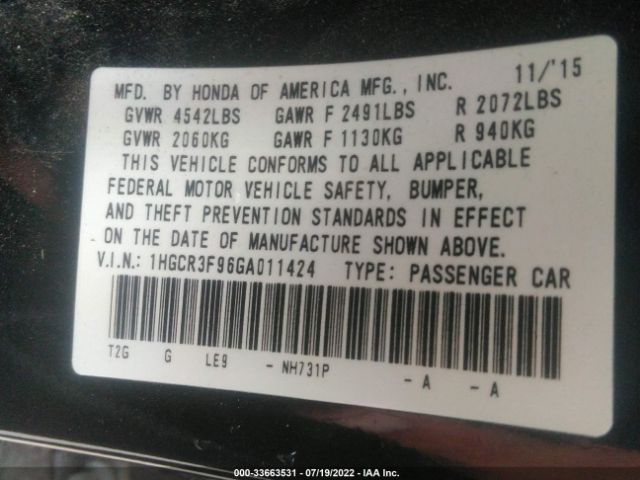 MFD. BY HONDA OF AMERICA MFG., INC. 11/'15
GVWR 4542LBS GAWR F 2491LBS R 2072LBS
GVWR 2060KG GAWR F 1130KG R 940KG
THIS VEHICLE CONFORMS TO ALL APPLICABLE
FEDERAL MOTOR VEHICLE SAFETY, BUMPER,
AND THEFT PREVENTION STANDARDS IN EFFECT
ON THE DATE OF MANUFACTURE SHOWN ABOVE.
V.I.N.: 1HGCR3F96GA011424 TYPE: PASSENGER CAR
T2G G LE9 - NH731P - A - A
000-33663531 - 07/19/2022 - IAA Inc.